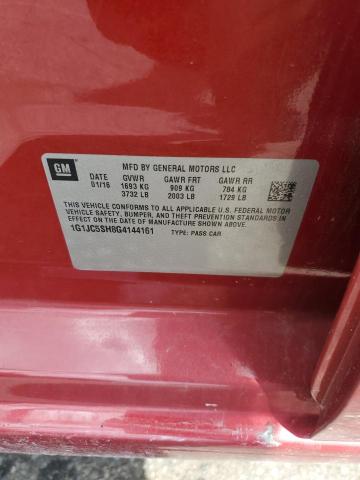 GM
MFD BY GENERAL MOTORS LLC
DATE GVWR GAWR FRT GAWR RR
01/16 1693 KG 909 KG 784 KG
3732 LB 2003 LB 1729 LB
THIS VEHICLE CONFORMS TO ALL APPLICABLE U.S. FEDERAL MOTOR
VEHICLE SAFETY, BUMPER, AND THEFT PREVENTION STANDARDS
IN EFFECT ON THE DATE OF MANUFACTURE SHOWN ABOVE.
1G1JC5SH8G4144161 TYPE: PASS CAR